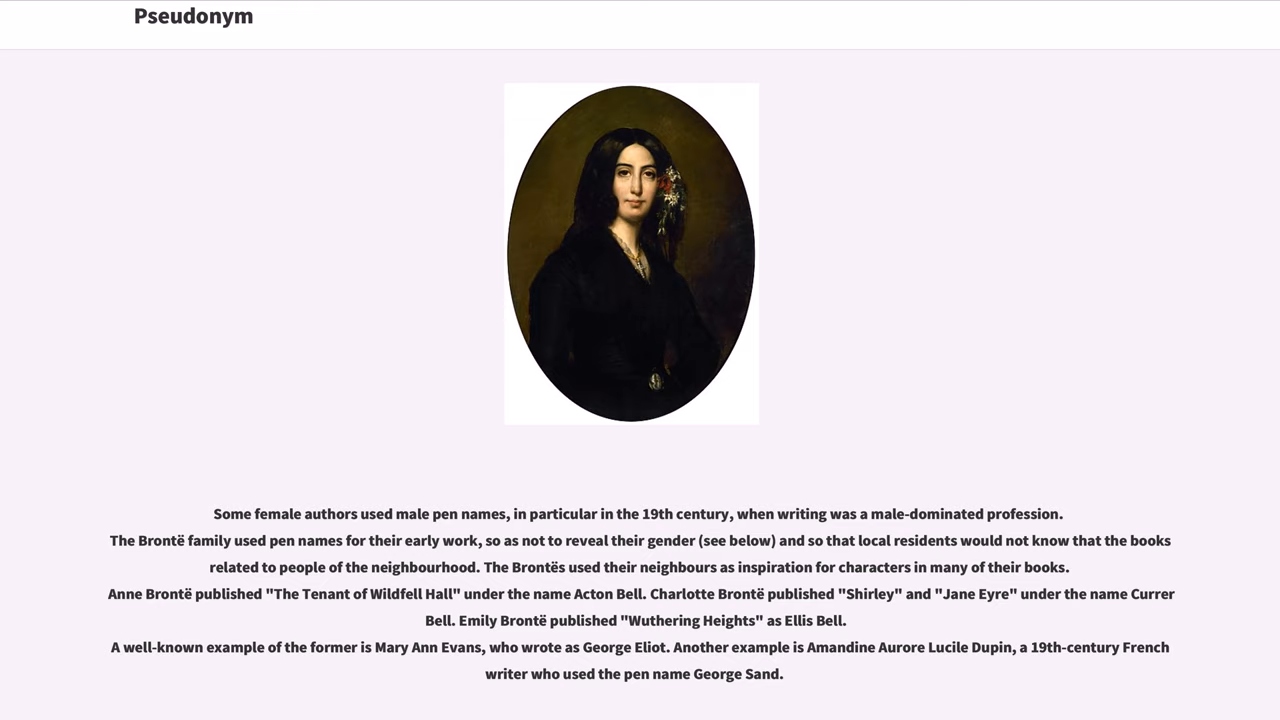 Pseudonym
Some female authors used male pen names, in particular in the 19th century, when writing was a male-dominated profession.
The Brontë family used pen names for their early work, so as not to reveal their gender (see below) and so that local residents would not know that the books
related to people of the neighbourhood. The Brontës used their neighbours as inspiration for characters in many of their books.
Anne Brontë published "The Tenant of Wildfell Hall" under the name Acton Bell. Charlotte Brontë published "Shirley" and "Jane Eyre" under the name Currer
Bell. Emily Brontë published "Wuthering Heights" as Ellis Bell.
A well-known example of the former is Mary Ann Evans, who wrote as George Eliot. Another example is Amandine Aurore Lucile Dupin, a 19th-century French
writer who used the pen name George Sand.